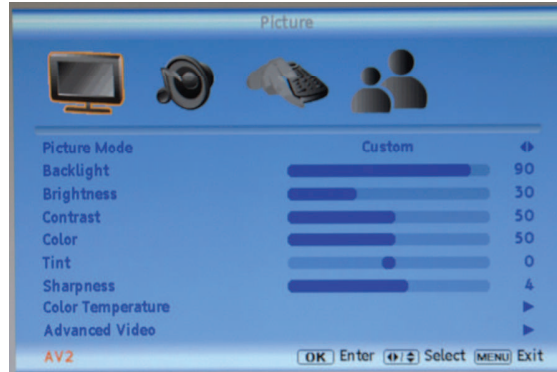 Picture
Picture Mode Custom
Backlight 90
Brightness 30
Contrast 50
Color 50
Tint 0
Sharpness 4
Color Temperature
Advanced Video
AV2 OK Enter Select MENU Exit